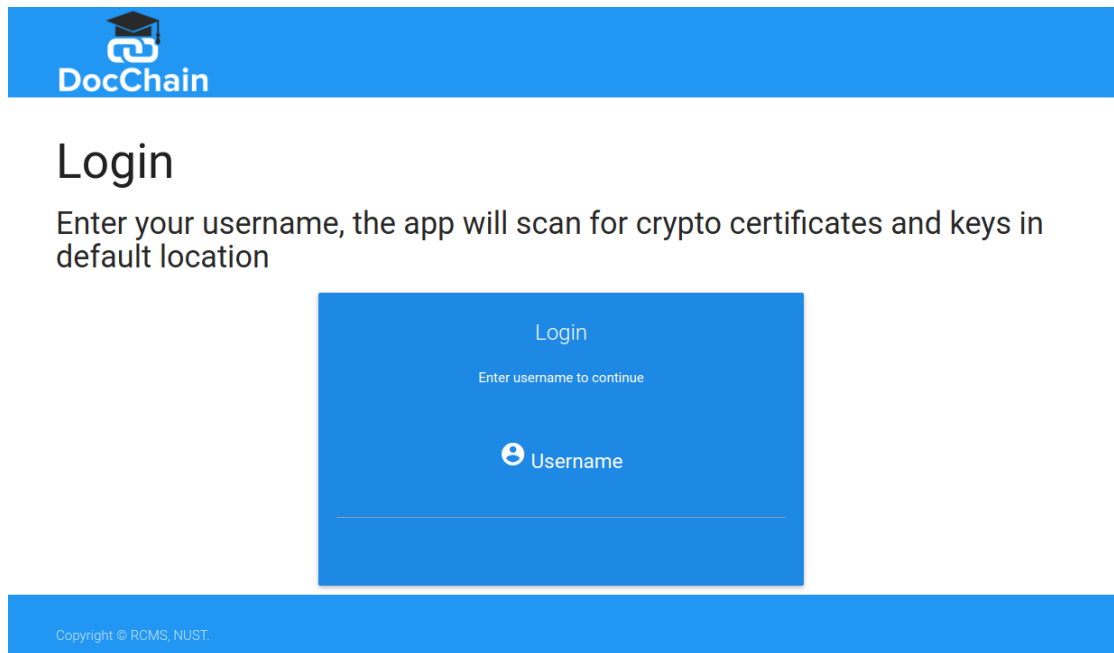 DocChain
Login
Enter your username, the app will scan for crypto certificates and keys in
default location
Login
Enter username to continue
Username
Copyright © RCMS, NUST.